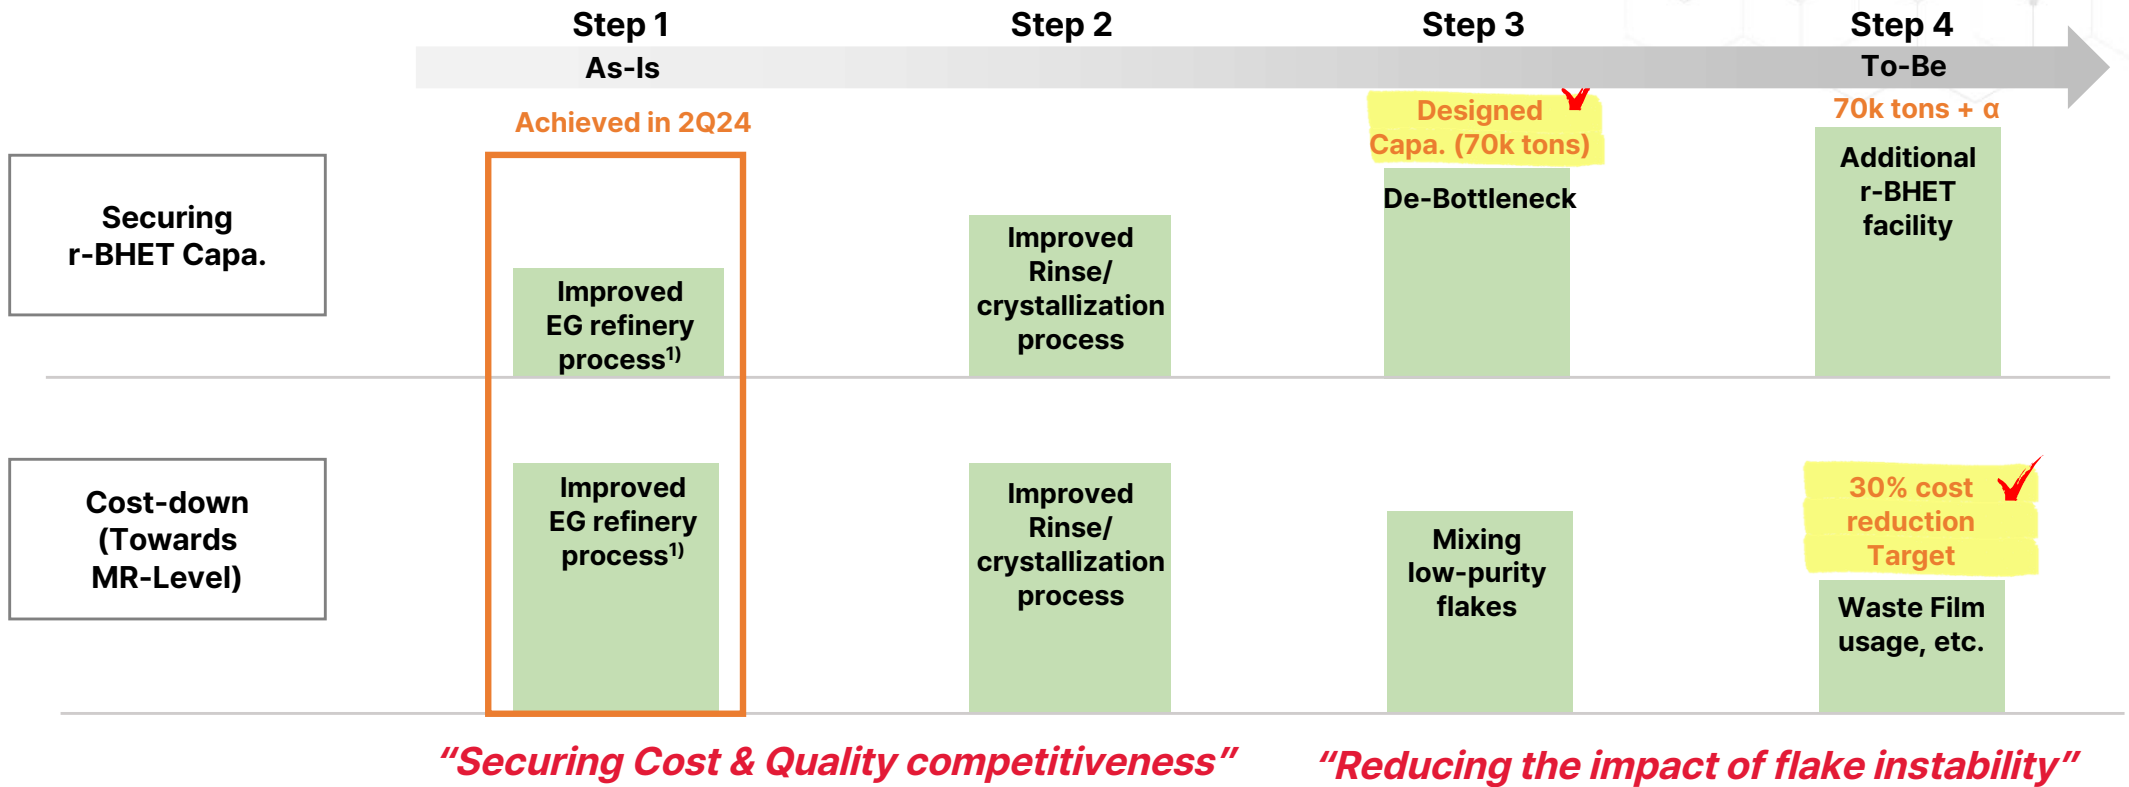 Step 1
Step 2
Step 3
Step 4
As-Is
To-Be
Achieved in 2Q24
Designed
Capa. (70k tons)
70k tons + α
Securing
r-BHET Capa.
Improved
EG refinery
process1)
Improved
Rinse/
crystallization
process
De-Bottleneck
Additional
r-BHET
facility
Cost-down
(Towards
MR-Level)
Improved
EG refinery
process1)
Improved
Rinse/
crystallization
process
Mixing
low-purity
flakes
30% cost
reduction
Target
Waste Film
usage, etc.
“Securing Cost & Quality competitiveness”
“Reducing the impact of flake instability”